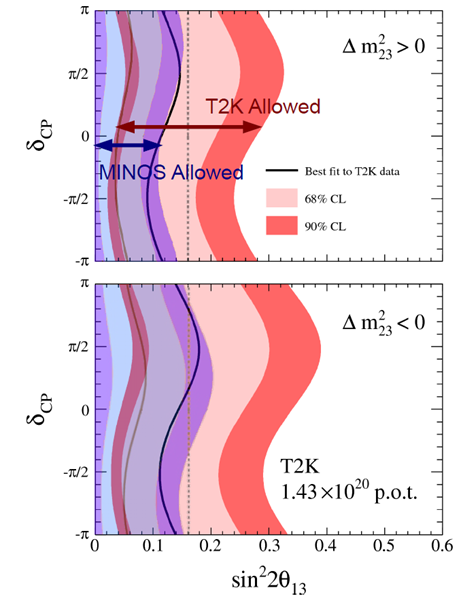 π
Δ m²₂₃ > 0
π/2
T2K Allowed
δCP
0
MINOS Allowed
Best fit to T2K data
-π/2
68% CL
90% CL
-π
π
Δ m²₂₃ < 0
π/2
δCP
0
T2K
-π/2
1.43×10²⁰ p.o.t.
-π
0 0.1 0.2 0.3 0.4 0.5 0.6
sin²2θ₁₃